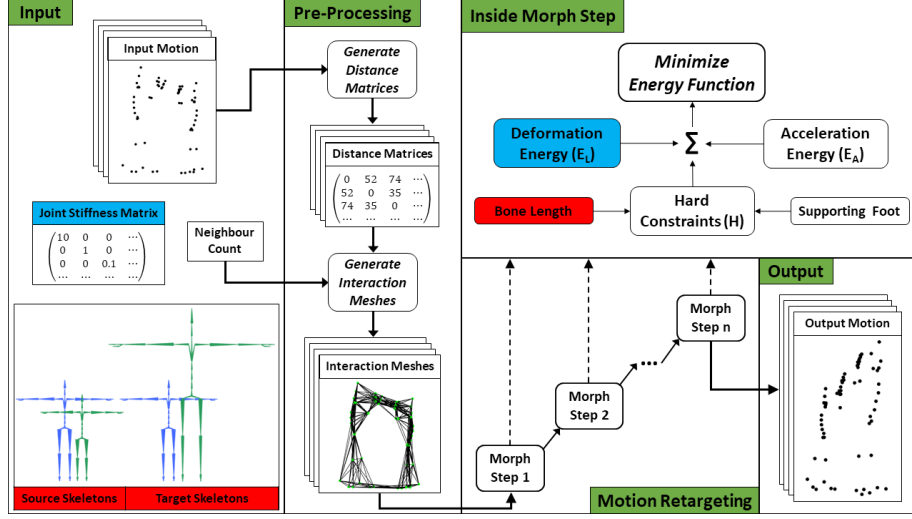 Input
Input Motion
Joint Stiffness Matrix
10 0 0 ...
0 1 0 ...
0 0 0.1 ...
... ... ... ...
Neighbour
Count
Source Skeletons
Target Skeletons
Pre-Processing
Generate
Distance
Matrices
Distance Matrices
0 52 74 ...
52 0 35 ...
74 35 0 ...
... ... ... ...
Generate
Interaction
Meshes
Interaction Meshes
Inside Morph Step
Minimize
Energy Function
Deformation
Energy (EL)
Σ
Acceleration
Energy (EA)
Bone Length
Hard
Constraints (H)
Supporting Foot
Morph
Step 1
Morph
Step 2
...
Morph
Step n
Motion Retargeting
Output
Output Motion